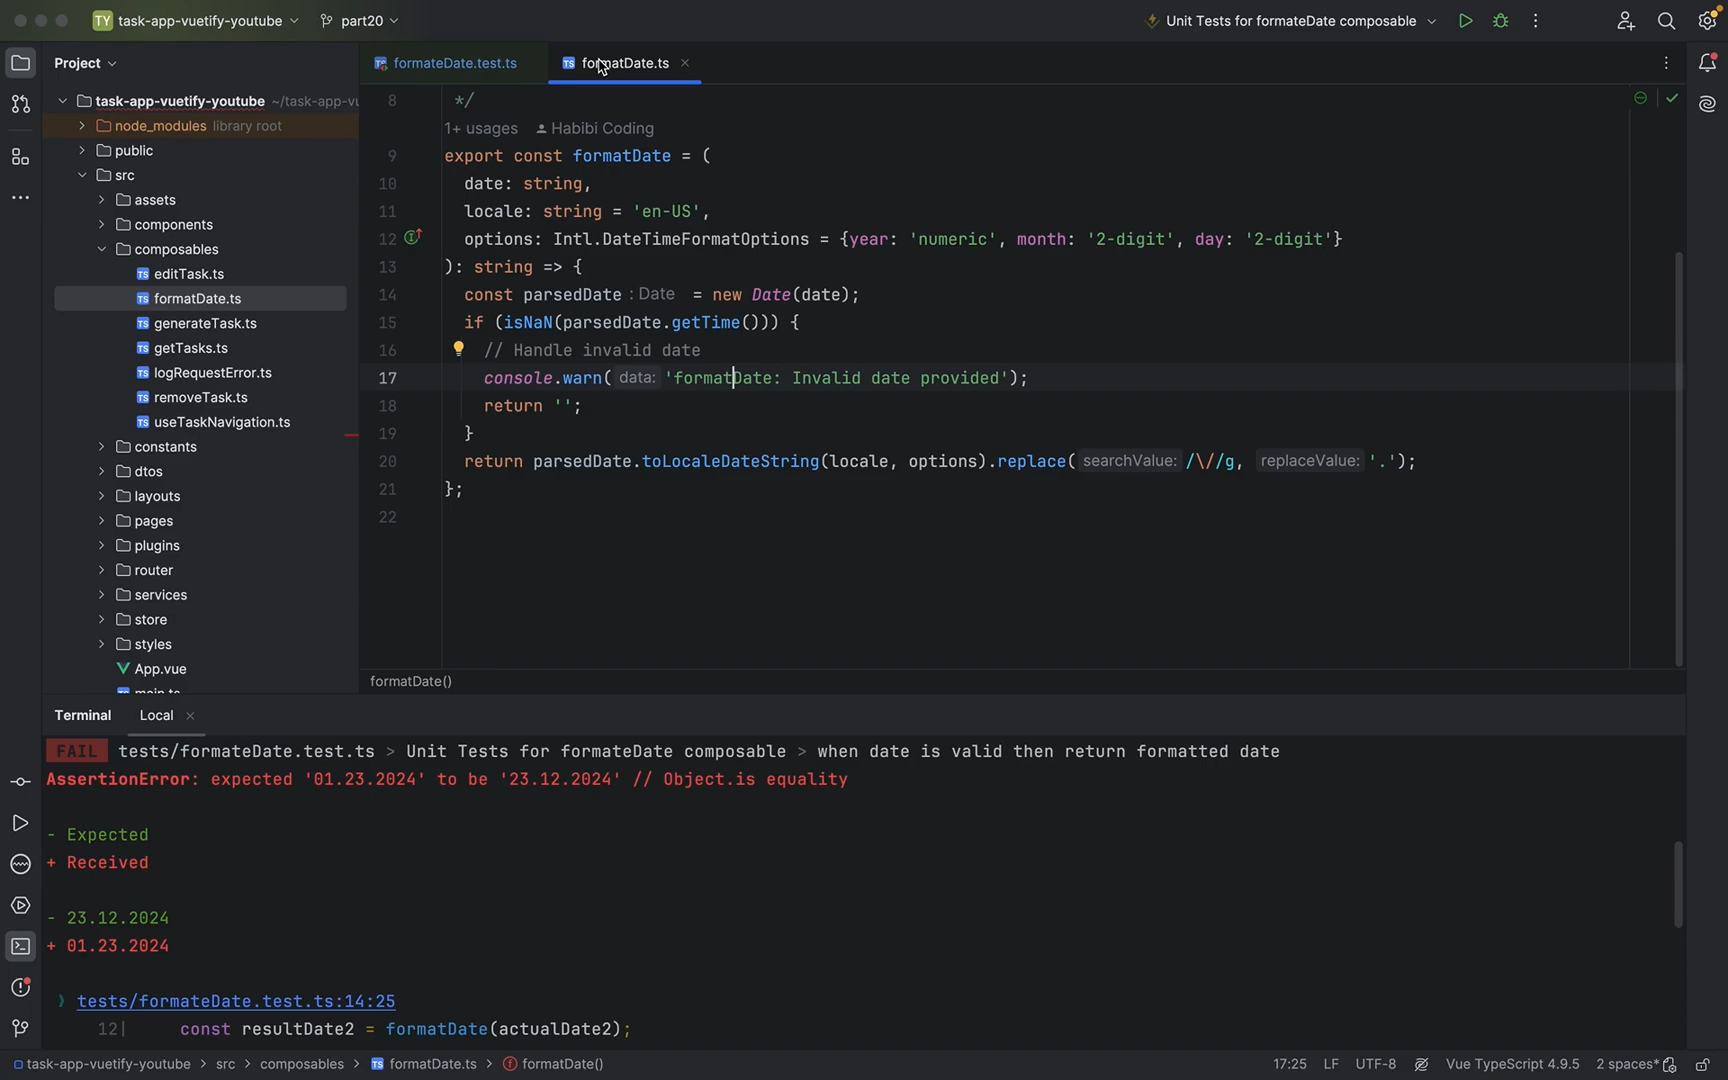 TY task-app-vuetify-youtube part20 Unit Tests for formateDate composable
Project
formateDate.test.ts
formatDate.ts
task-app-vuetify-youtube ~/task-app-vu
node_modules library root
public
src
assets
components
composables
editTask.ts
formatDate.ts
generateTask.ts
getTasks.ts
logRequestError.ts
removeTask.ts
useTaskNavigation.ts
constants
dtos
layouts
pages
plugins
router
services
store
styles
App.vue
main.ts
8 */
1+ usages Habibi Coding
9 export const formatDate = (
10 date: string,
11 locale: string = 'en-US',
12 options: Intl.DateTimeFormatOptions = {year: 'numeric', month: '2-digit', day: '2-digit'}
13 ): string => {
14 const parsedDate : Date = new Date(date);
15 if (isNaN(parsedDate.getTime())) {
16 // Handle invalid date
17 console.warn( data: 'formatDate: Invalid date provided');
18 return '';
19 }
20 return parsedDate.toLocaleDateString(locale, options).replace( searchValue: /\//g, replaceValue: '.');
21 };
22
formatDate()
Terminal Local
FAIL tests/formateDate.test.ts > Unit Tests for formateDate composable > when date is valid then return formatted date
AssertionError: expected '01.23.2024' to be '23.12.2024' // Object.is equality
- Expected
+ Received
- 23.12.2024
+ 01.23.2024
❯ tests/formateDate.test.ts:14:25
12| const resultDate2 = formatDate(actualDate2);
task-app-vuetify-youtube > src > composables > formatDate.ts > formatDate() 17:25 LF UTF-8 Vue TypeScript 4.9.5 2 spaces*